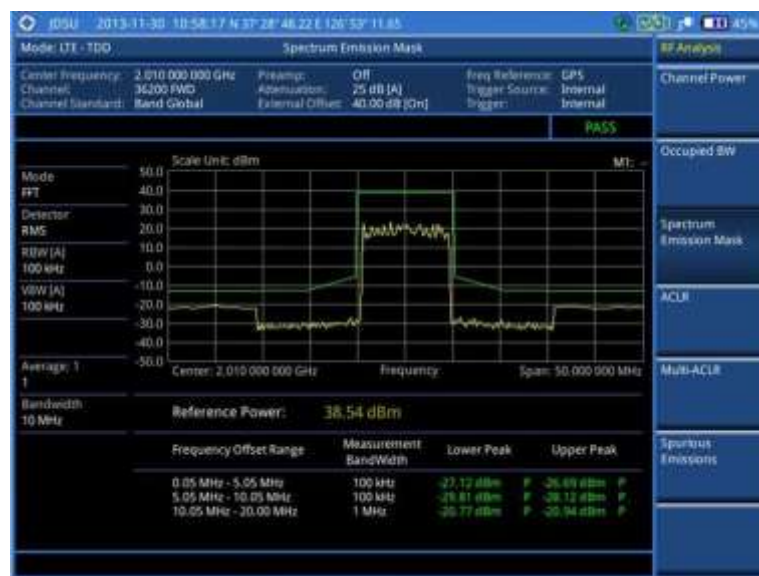 JDSU 2013-11-30 10:58:17 N 37° 28' 48.22 E 126° 53' 11.65 45%
Mode: LTE - TDD Spectrum Emission Mask RF Analysis
Center Frequency: 2.010 000 000 GHz Preamp: Off Freq Reference: GPS
Channel: 36200 FWD Attenuation: 25 dB [A] Trigger Source: Internal
Channel Standard: Band Global External Offset: 40.00 dB [On] Trigger: Internal
Channel Power
PASS
Occupied BW
Scale Unit: dBm M1: -
50.0
40.0
30.0
20.0
10.0
0.0
-10.0
-20.0
-30.0
-40.0
-50.0
Mode
FFT
Detector
RMS
RBW [A]
100 kHz
VBW [A]
100 kHz
Average: 1
1
Bandwidth
10 MHz
Center: 2.010 000 000 GHz Frequency Span: 50.000 000 MHz
Spectrum
Emission Mask
ACLR
Multi-ACLR
Spurious
Emissions
Reference Power: 38.54 dBm
Frequency Offset Range Measurement BandWidth Lower Peak Upper Peak
0.05 MHz - 5.05 MHz 100 kHz -27.12 dBm P -26.69 dBm P
5.05 MHz - 10.05 MHz 100 kHz -29.81 dBm P -28.12 dBm P
10.05 MHz - 20.00 MHz 1 MHz -20.77 dBm P -20.94 dBm P